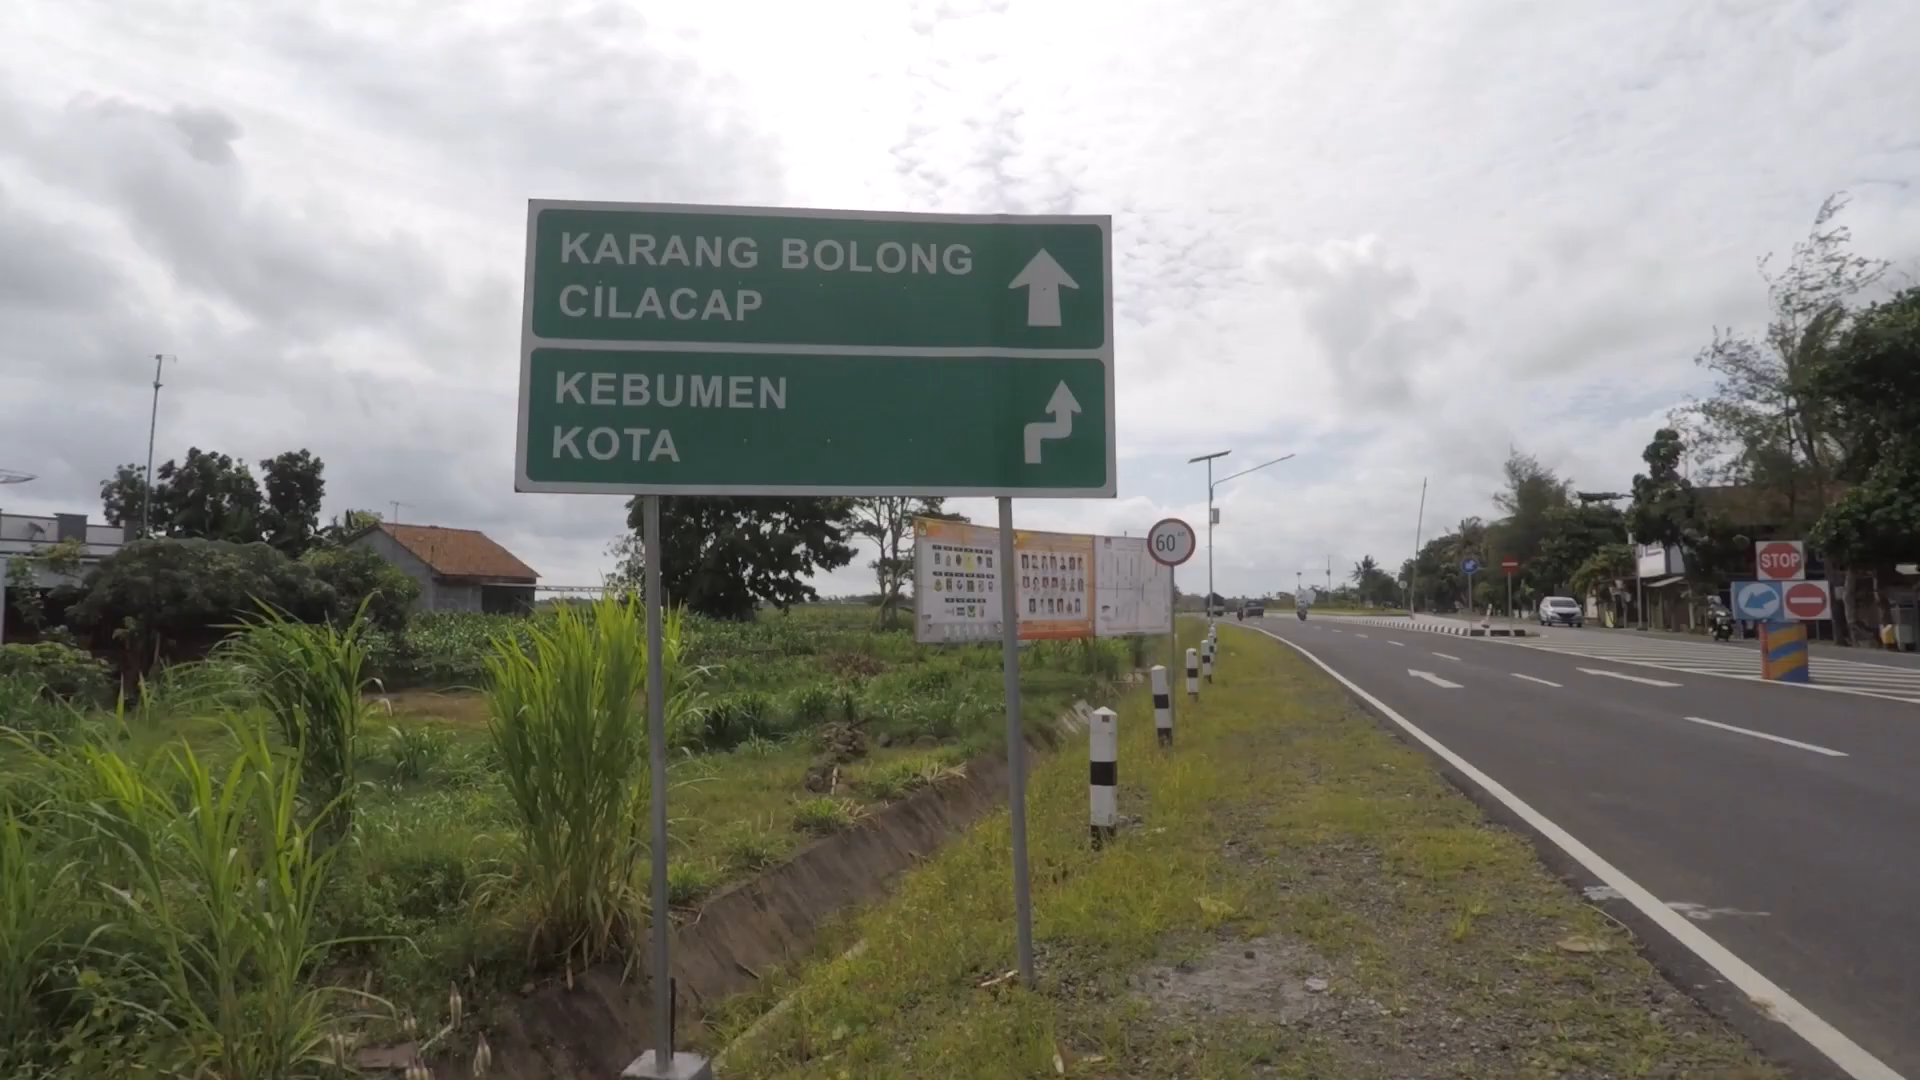 KARANG BOLONG
CILACAP
KEBUMEN
KOTA
60
STOP